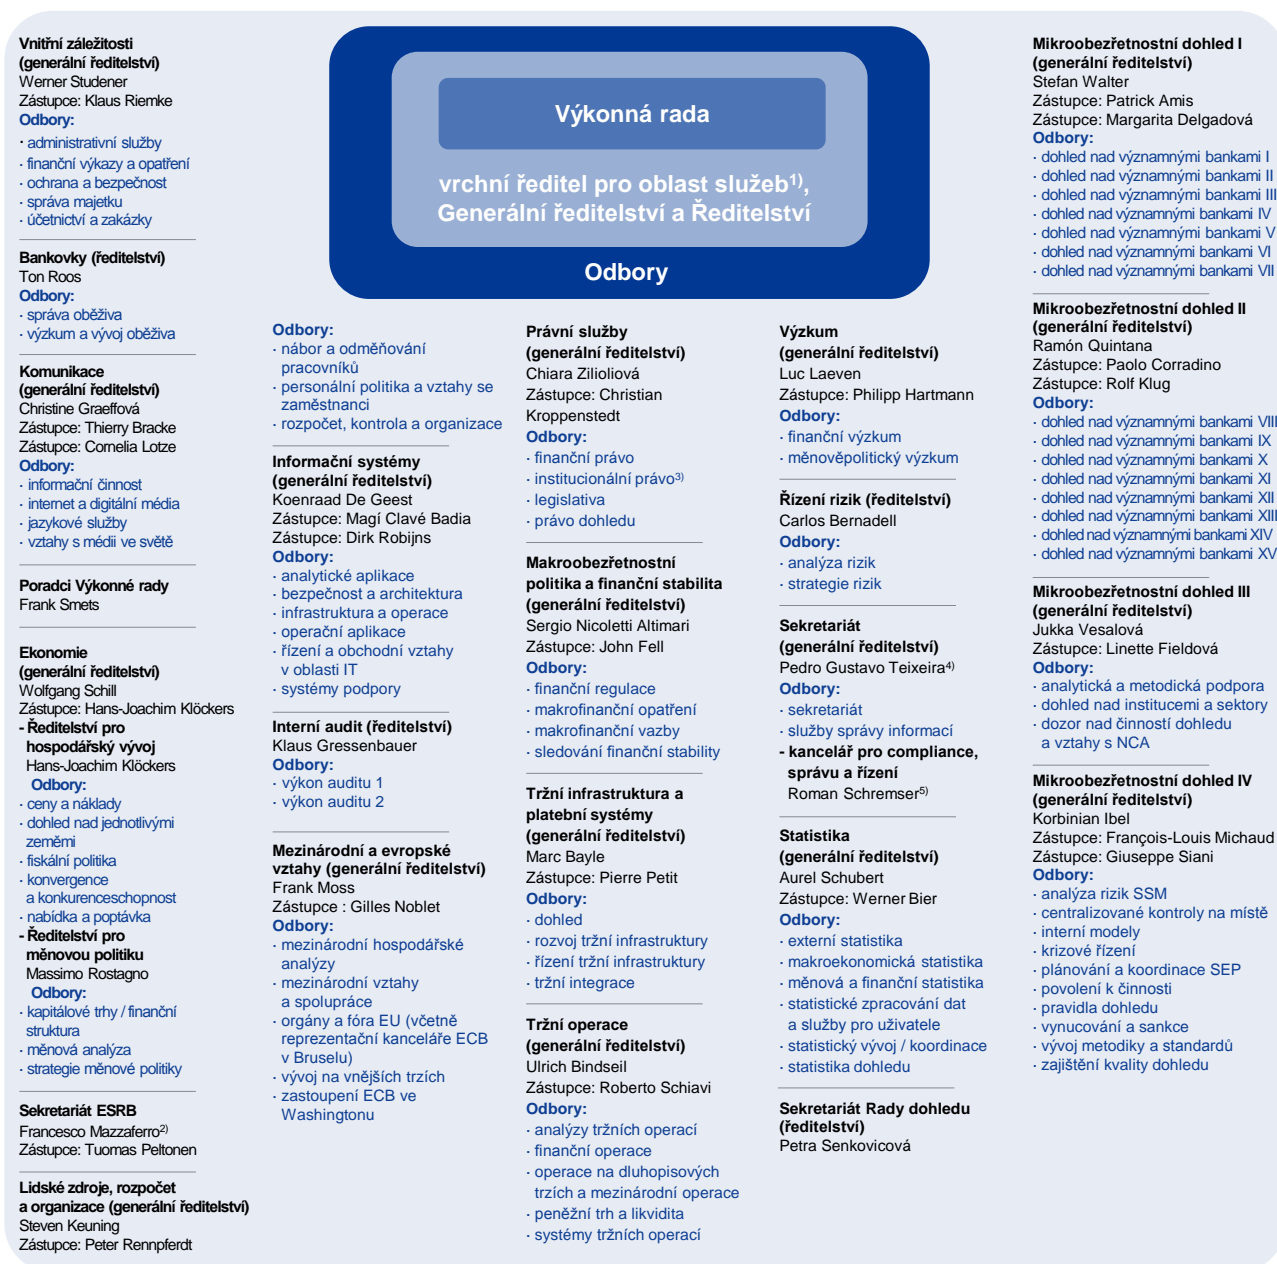 Vnitřní záležitosti
(generální ředitelství)
Werner Studener
Zástupce: Klaus Riemke
Odbory:
· administrativní služby
· finanční výkazy a opatření
· ochrana a bezpečnost
· správa majetku
· účetnictví a zakázky
Bankovky (ředitelství)
Ton Roos
Odbory:
· správa oběživa
· výzkum a vývoj oběživa
Komunikace
(generální ředitelství)
Christine Graeffová
Zástupce: Thierry Bracke
Zástupce: Cornelia Lotze
Odbory:
· informační činnost
· internet a digitální média
· jazykové služby
· vztahy s médii ve světě
Poradci Výkonné rady
Frank Smets
Ekonomie
(generální ředitelství)
Wolfgang Schill
Zástupce: Hans-Joachim Klöckers
- Ředitelství pro
hospodářský vývoj
Hans-Joachim Klöckers
Odbory:
· ceny a náklady
· dohled nad jednotlivými
zeměmi
· fiskální politika
· konvergence
a konkurenceschopnost
· nabídka a poptávka
- Ředitelství pro
měnovou politiku
Massimo Rostagno
Odbory:
· kapitálové trhy / finanční
struktura
· měnová analýza
· strategie měnové politiky
Sekretariát ESRB
Francesco Mazzaferro2)
Zástupce: Tuomas Peltonen
Lidské zdroje, rozpočet
a organizace (generální ředitelství)
Steven Keuning
Zástupce: Peter Rennpferdt
Výkonná rada
vrchní ředitel pro oblast služeb1),
Generální ředitelství a Ředitelství
Odbory
Odbory:
· nábor a odměňování
pracovníků
· personální politika a vztahy se
zaměstnanci
· rozpočet, kontrola a organizace
Informační systémy
(generální ředitelství)
Koenraad De Geest
Zástupce: Magí Clavé Badia
Zástupce: Dirk Robijns
Odbory:
· analytické aplikace
· bezpečnost a architektura
· infrastruktura a operace
· operační aplikace
· řízení a obchodní vztahy
v oblasti IT
· systémy podpory
Interní audit (ředitelství)
Klaus Gressenbauer
Odbory:
· výkon auditu 1
· výkon auditu 2
Mezinárodní a evropské
vztahy (generální ředitelství)
Frank Moss
Zástupce : Gilles Noblet
Odbory:
· mezinárodní hospodářské
analýzy
· mezinárodní vztahy
a spolupráce
· orgány a fóra EU (včetně
reprezentační kanceláře ECB
v Bruselu)
· vývoj na vnějších trzích
· zastoupení ECB ve
Washingtonu
Právní služby
(generální ředitelství)
Chiara Zilioliová
Zástupce: Christian
Kroppenstedt
Odbory:
· finanční právo
· institucionální právo3)
· legislativa
· právo dohledu
Makroobezřetnostní
politika a finanční stabilita
(generální ředitelství)
Sergio Nicoletti Altimari
Zástupce: John Fell
Odbory:
· finanční regulace
· makrofinanční opatření
· makrofinanční vazby
· sledování finanční stability
Tržní infrastruktura a
platební systémy
(generální ředitelství)
Marc Bayle
Zástupce: Pierre Petit
Odbory:
· dohled
· rozvoj tržní infrastruktury
· řízení tržní infrastruktury
· tržní integrace
Tržní operace
(generální ředitelství)
Ulrich Bindseil
Zástupce: Roberto Schiavi
Odbory:
· analýzy tržních operací
· finanční operace
· operace na dluhopisových
trzích a mezinárodní operace
· peněžní trh a likvidita
· systémy tržních operací
Výzkum
(generální ředitelství)
Luc Laeven
Zástupce: Philipp Hartmann
Odbory:
· finanční výzkum
· měnověpolitický výzkum
Řízení rizik (ředitelství)
Carlos Bernadell
Odbory:
· analýza rizik
· strategie rizik
Sekretariát
(generální ředitelství)
Pedro Gustavo Teixeira4)
Odbory:
· sekretariát
· služby správy informací
- kancelář pro compliance,
správu a řízení
Roman Schremser5)
Statistika
(generální ředitelství)
Aurel Schubert
Zástupce: Werner Bier
Odbory:
· externí statistika
· makroekonomická statistika
· měnová a finanční statistika
· statistické zpracování dat
a služby pro uživatele
· statistický vývoj / koordinace
· statistika dohledu
Sekretariát Rady dohledu
(ředitelství)
Petra Senkovicová
Mikroobezřetnostní dohled I
(generální ředitelství)
Stefan Walter
Zástupce: Patrick Amis
Zástupce: Margarita Delgadová
Odbory:
· dohled nad významnými bankami I
· dohled nad významnými bankami II
· dohled nad významnými bankami III
· dohled nad významnými bankami IV
· dohled nad významnými bankami V
· dohled nad významnými bankami VI
· dohled nad významnými bankami VII
Mikroobezřetnostní dohled II
(generální ředitelství)
Ramón Quintana
Zástupce: Paolo Corradino
Zástupce: Rolf Klug
Odbory:
· dohled nad významnými bankami VIII
· dohled nad významnými bankami IX
· dohled nad významnými bankami X
· dohled nad významnými bankami XI
· dohled nad významnými bankami XII
· dohled nad významnými bankami XIII
· dohled nad významnými bankami XIV
· dohled nad významnými bankami XV
Mikroobezřetnostní dohled III
(generální ředitelství)
Jukka Vesalová
Zástupce: Linette Fieldová
Odbory:
· analytická a metodická podpora
· dohled nad institucemi a sektory
· dozor nad činností dohledu
a vztahy s NCA
Mikroobezřetnostní dohled IV
(generální ředitelství)
Korbinian Ibel
Zástupce: François-Louis Michaud
Zástupce: Giuseppe Siani
Odbory:
· analýza rizik SSM
· centralizované kontroly na místě
· interní modely
· krizové řízení
· plánování a koordinace SEP
· povolení k činnosti
· pravidla dohledu
· vynucování a sankce
· vývoj metodiky a standardů
· zajištění kvality dohledu